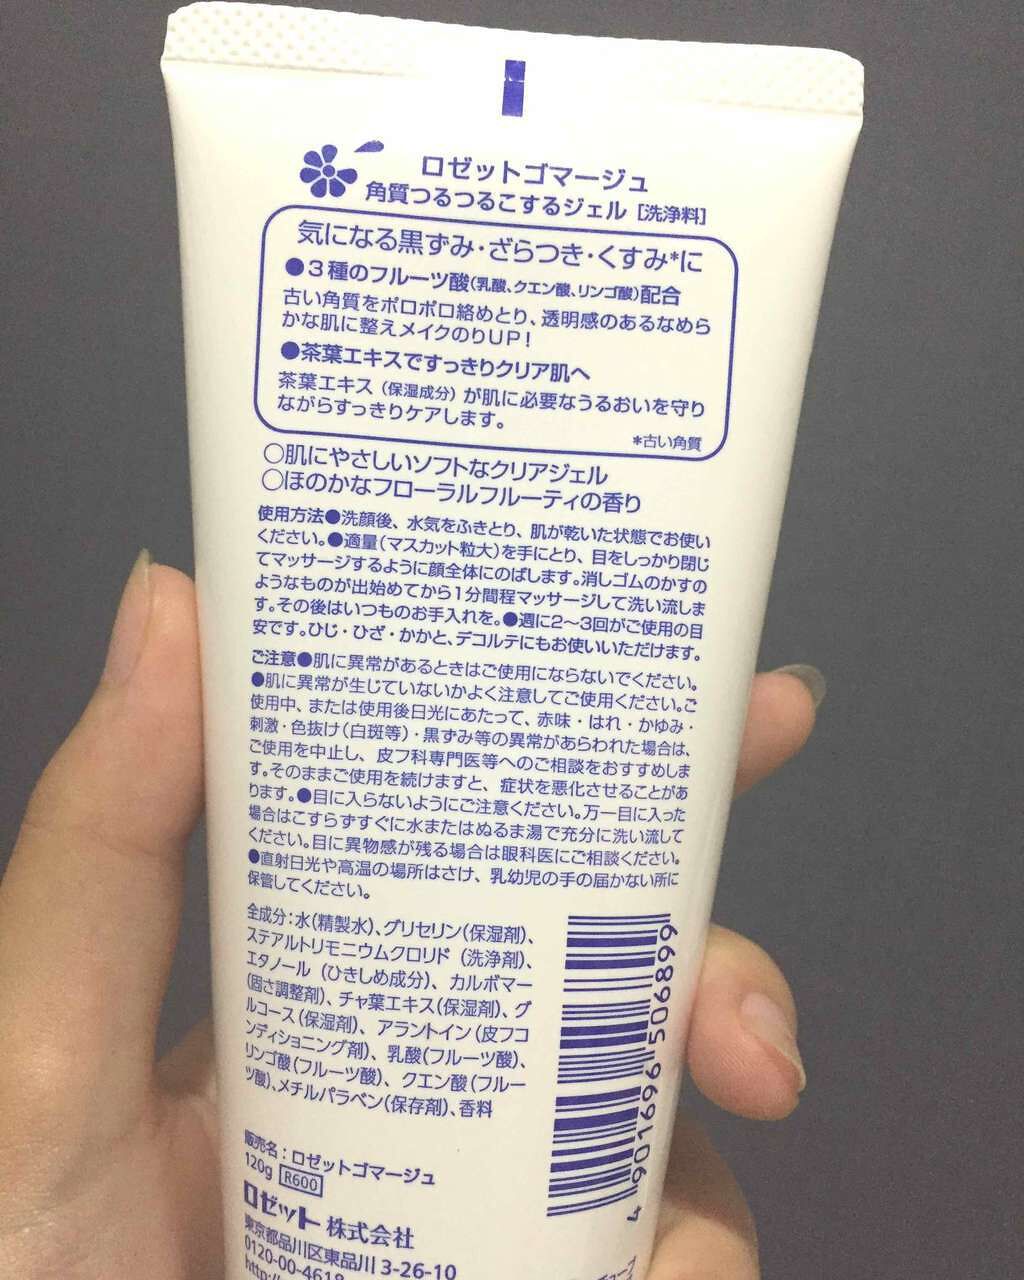 ロゼットゴマージュ
角質つるつるこするジェル [洗浄料]
気になる黒ずみ・ざらつき・くすみ*に
●3種のフルーツ酸(乳酸、クエン酸、リンゴ酸)配合
古い角質をポロポロ絡めとり、透明感のあるなめら
かな肌に整えメイクのりUP!
●茶葉エキスですっきりクリア肌へ
茶葉エキス(保湿成分)が肌に必要なうるおいを守り
ながらすっきりケアします。
*古い角質
○肌にやさしいソフトなクリアジェル
○ほのかなフローラルフルーティの香り
使用方法●洗顔後、水気をふきとり、肌が乾いた状態でお使い
ください。●適量(マスカット粒大)を手にとり、目をしっかり閉じ
てマッサージするように顔全体にのばします。消しゴムのかすの
ようなものが出始めてから1分間程マッサージして洗い流しま
す。その後はいつものお手入れを。●週に2〜3回がご使用の目
安です。ひじ・ひざ・かかと、デコルテにもお使いいただけます。
ご注意●肌に異常があるときはご使用にならないでください。
●肌に異常が生じていないかよく注意してご使用ください。ご
使用中、または使用後日光にあたって、赤味・はれ・かゆみ・
刺激・色抜け(白斑等)・黒ずみ等の異常があらわれた場合は、
ご使用を中止し、皮フ科専門医等へのご相談をおすすめしま
す。そのままご使用を続けますと、症状を悪化させることがあ
ります。●目に入らないようにご注意ください。万一目に入った
場合はこすらずすぐに水またはぬるま湯で充分に洗い流して
ください。目に異物感が残る場合は眼科医にご相談ください。
●直射日光や高温の場所はさけ、乳幼児の手の届かない所に
保管してください。
全成分:水(精製水)、グリセリン(保湿剤)、
ステアルトリモニウムクロリド(洗浄剤)、
エタノール(ひきしめ成分)、カルボマー
(固さ調整剤)、チャ葉エキス(保湿剤)、グ
ルコース(保湿剤)、アラントイン(皮フコ
ンディショニング剤)、乳酸(フルーツ酸)、
リンゴ酸(フルーツ酸)、クエン酸(フルー
ツ酸)、メチルパラベン(保存剤)、香料
4 901696 506899
販売名:ロゼットゴマージュ
120g R600
ロゼット株式会社
東京都品川区東品川3-26-10
0120-00-4618
http:/